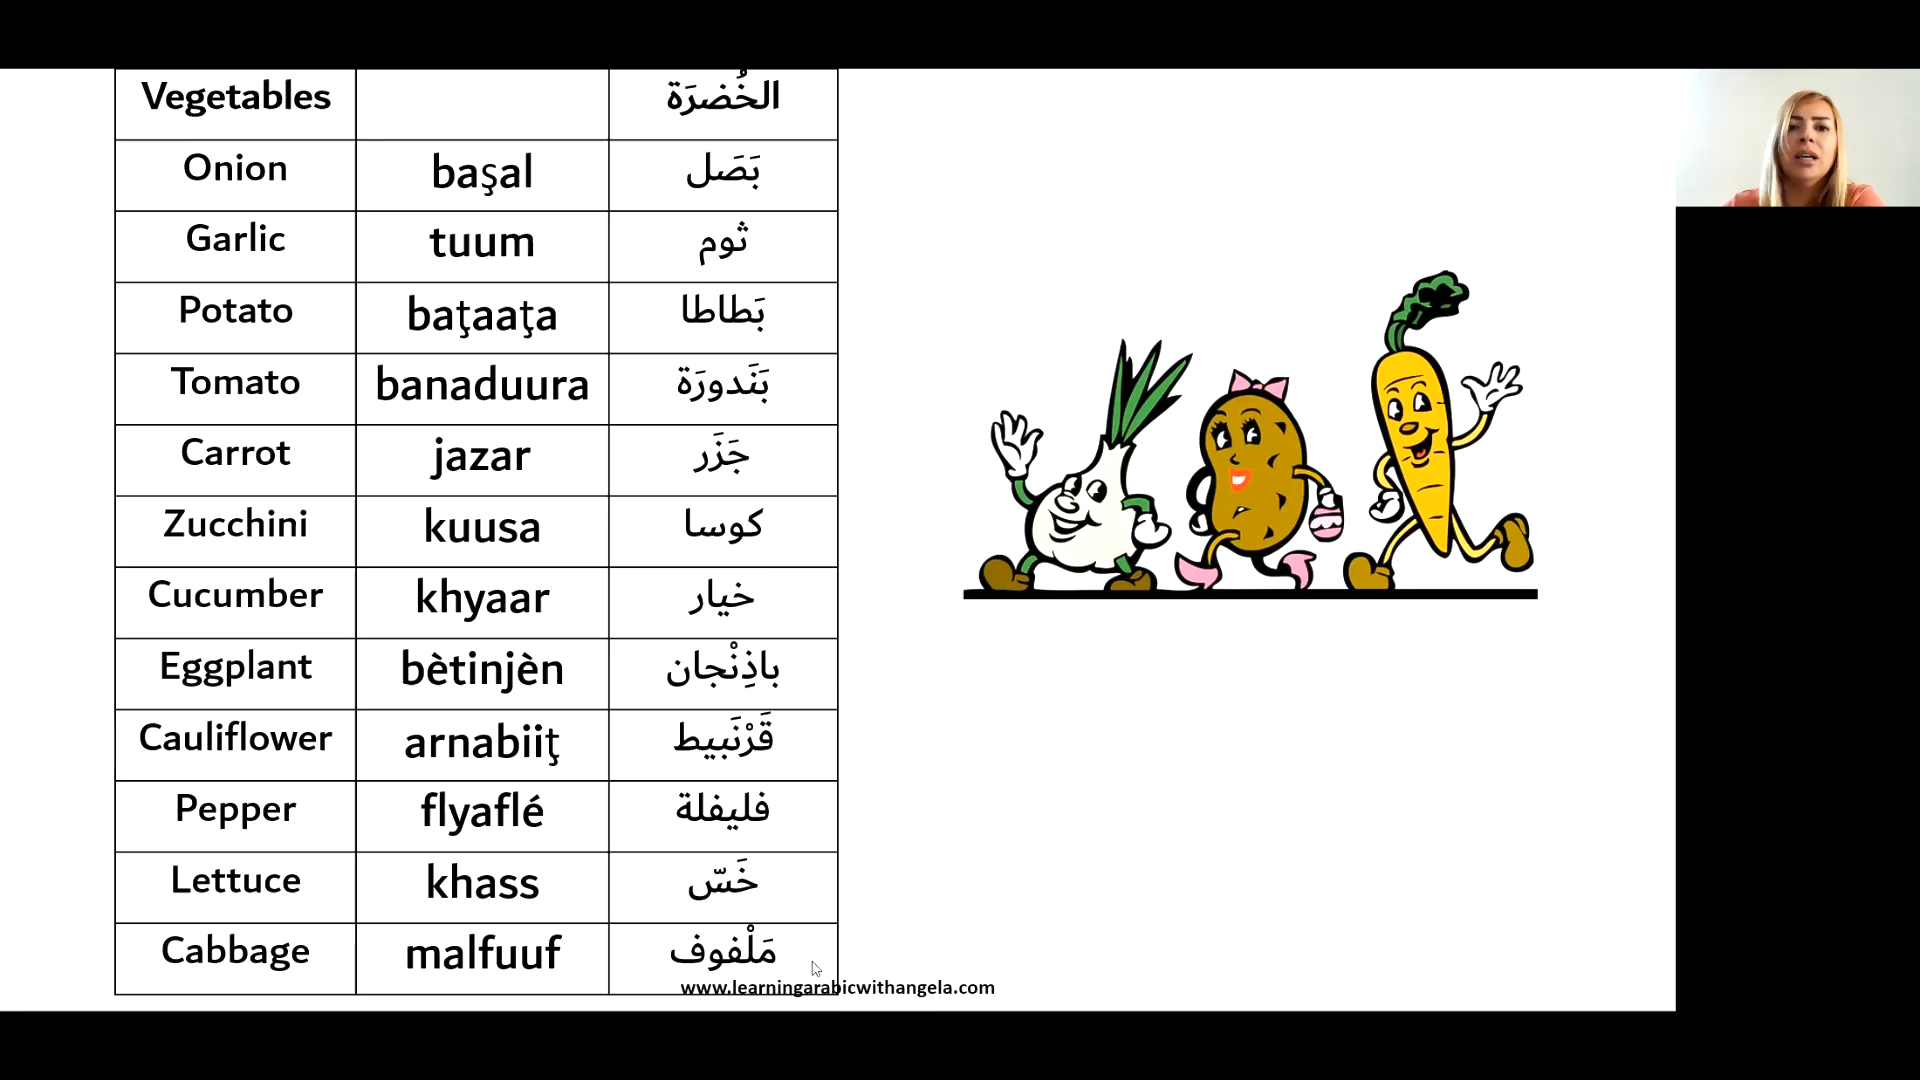 Vegetables الخُضرَة
Onion başal بَصَل
Garlic tuum ثوم
Potato baţaaţa بَطاطا
Tomato banaduura بَنَدورَة
Carrot jazar جَزَر
Zucchini kuusa كوسا
Cucumber khyaar خيار
Eggplant bètinjèn باذِنْجان
Cauliflower arnabiiţ قَرْنَبيط
Pepper flyaflé فليفلة
Lettuce khass خَسّ
Cabbage malfuuf مَلْفوف
www.learningarabicwithangela.com